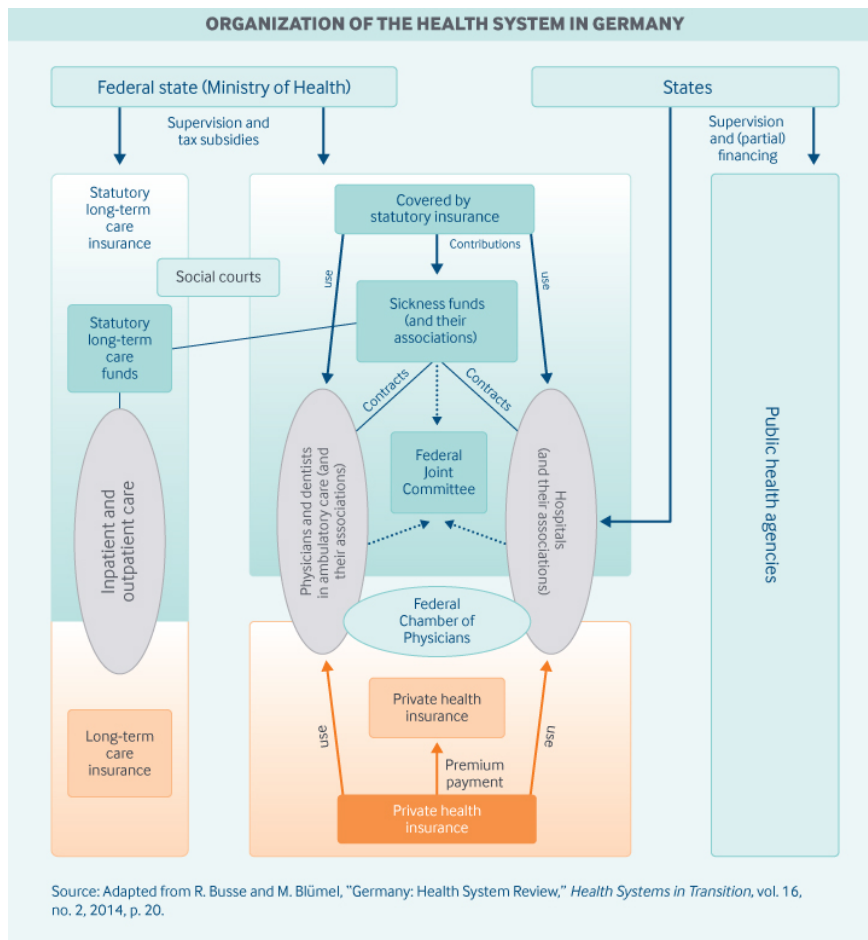 ORGANIZATION OF THE HEALTH SYSTEM IN GERMANY
Federal state (Ministry of Health)
States
Supervision and
tax subsidies
Supervision
and (partial)
financing
Statutory
long-term
care
insurance
Covered by
statutory insurance
Contributions
use
use
Social courts
Sickness funds
(and their
associations)
Statutory
long-term
care
funds
Contracts
Contracts
Federal
Joint
Committee
Inpatient and
outpatient care
Physicians and dentists
in ambulatory care (and
their associations)
Hospitals
(and their associations)
Public health agencies
Federal
Chamber of
Physicians
Private health
insurance
use
use
Long-term
care
insurance
Premium
payment
Private health
insurance
Source: Adapted from R. Busse and M. Blümel, "Germany: Health System Review," Health Systems in Transition, vol. 16,
no. 2, 2014, p. 20.